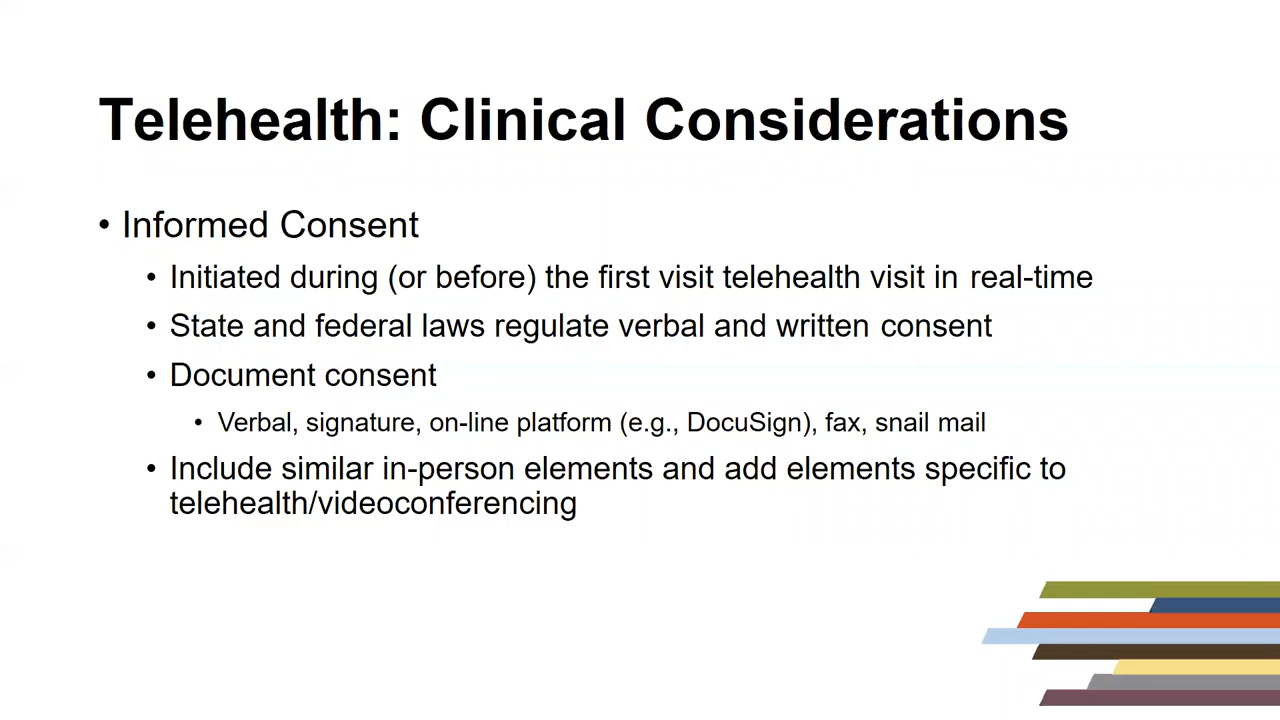 Telehealth: Clinical Considerations
• Informed Consent
• Initiated during (or before) the first visit telehealth visit in real-time
• State and federal laws regulate verbal and written consent
• Document consent
• Verbal, signature, on-line platform (e.g., DocuSign), fax, snail mail
• Include similar in-person elements and add elements specific to
telehealth/videoconferencing